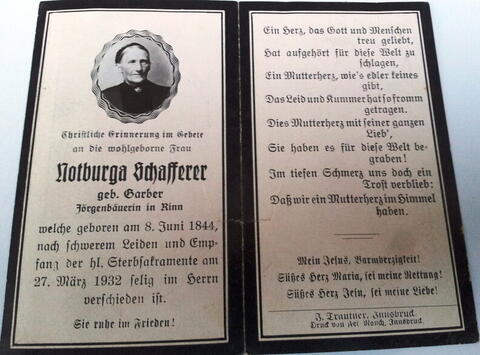 Christliche Erinnerung im Gebete
an die wohlgeborne Frau
Notburga Schafferer
geb. Garber
Jörgenbäuerin in Rinn
welche geboren am 8. Juni 1844,
nach schwerem Leiden und Emp-
fang der hl. Sterbsakramente am
27. März 1932 selig im Herrn
verschieden ist.
Sie ruhe im Frieden!
Ein Herz, das Gott und Menschen
treu geliebt,
Hat aufgehört für diese Welt zu
schlagen,
Ein Mutterherz, wie's edler keines
gibt,
Das Leid und Kummer hat so fromm
getragen.
Dies Mutterherz mit seiner ganzen
Lieb',
Sie haben es für diese Welt be-
graben!
Im tiefen Schmerz uns doch ein
Trost verblieb:
Daß wir ein Mutterherz im Himmel
haben.
Mein Jesus, Barmherzigkeit!
Süßes Herz Maria, sei meine Rettung!
Süßes Herz Jesu, sei meine Liebe!
J. Trautner, Innsbruck.
Druck von Fel. Rauch, Innsbruck.